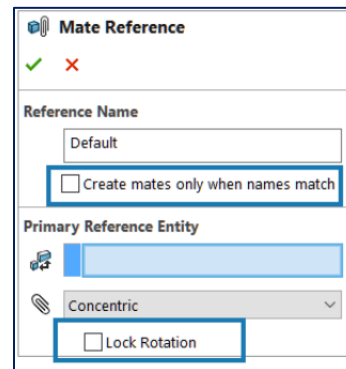 Mate Reference
Reference Name
Default
Create mates only when names match
Primary Reference Entity
Concentric
Lock Rotation